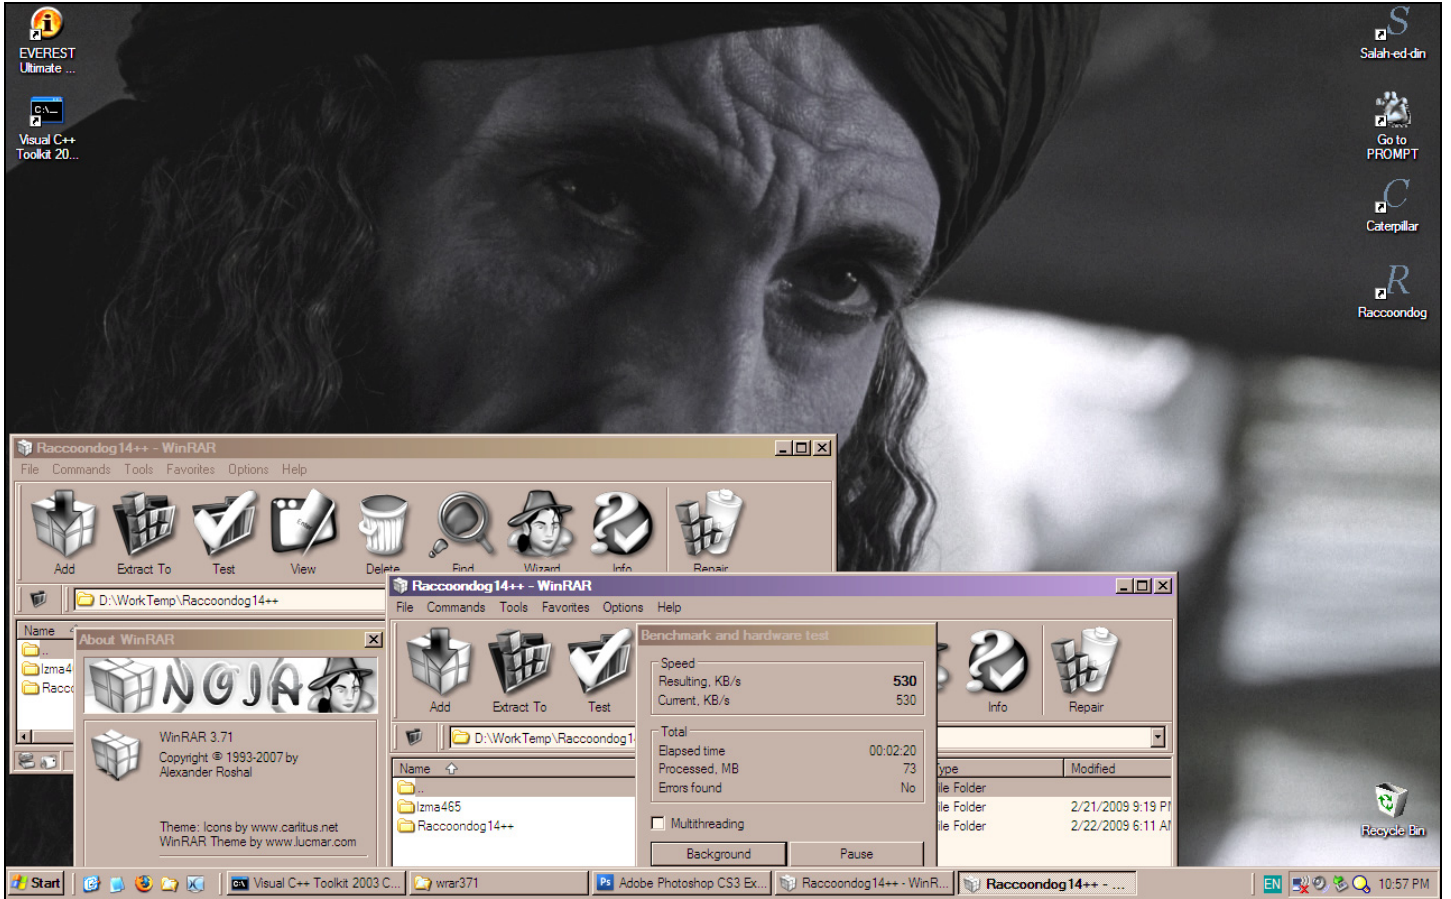 EVEREST
Ultimate ...
Visual C++
Toolkit 20...
Salah-ed-din
Go to
PROMPT
Caterpillar
Raccoondog
Recycle Bin
Raccoondog14++ - WinRAR
File Commands Tools Favorites Options Help
Add Extract To Test View Delete Find Wizard Info Repair
D:\WorkTemp\Raccoondog14++
Name
..
lzma4
Racco
About WinRAR
NOJA
WinRAR 3.71
Copyright © 1993-2007 by
Alexander Roshal
Theme: Icons by www.carlitus.net
WinRAR Theme by www.lucmar.com
Raccoondog14++ - WinRAR
File Commands Tools Favorites Options Help
Add Extract To Test Info Repair
D:\WorkTemp\Raccoondog1
Name Type Modified
..
File Folder
lzma465 File Folder 2/21/2009 9:19 PM
Raccoondog14++ File Folder 2/22/2009 6:11 AM
Benchmark and hardware test
Speed
Resulting, KB/s 530
Current, KB/s 530
Total
Elapsed time 00:02:20
Processed, MB 73
Errors found No
Multithreading
Background Pause
Start Visual C++ Toolkit 2003 C... wrar371 Adobe Photoshop CS3 Ex... Raccoondog14++ - WinR... Raccoondog14++ - ... EN 10:57 PM